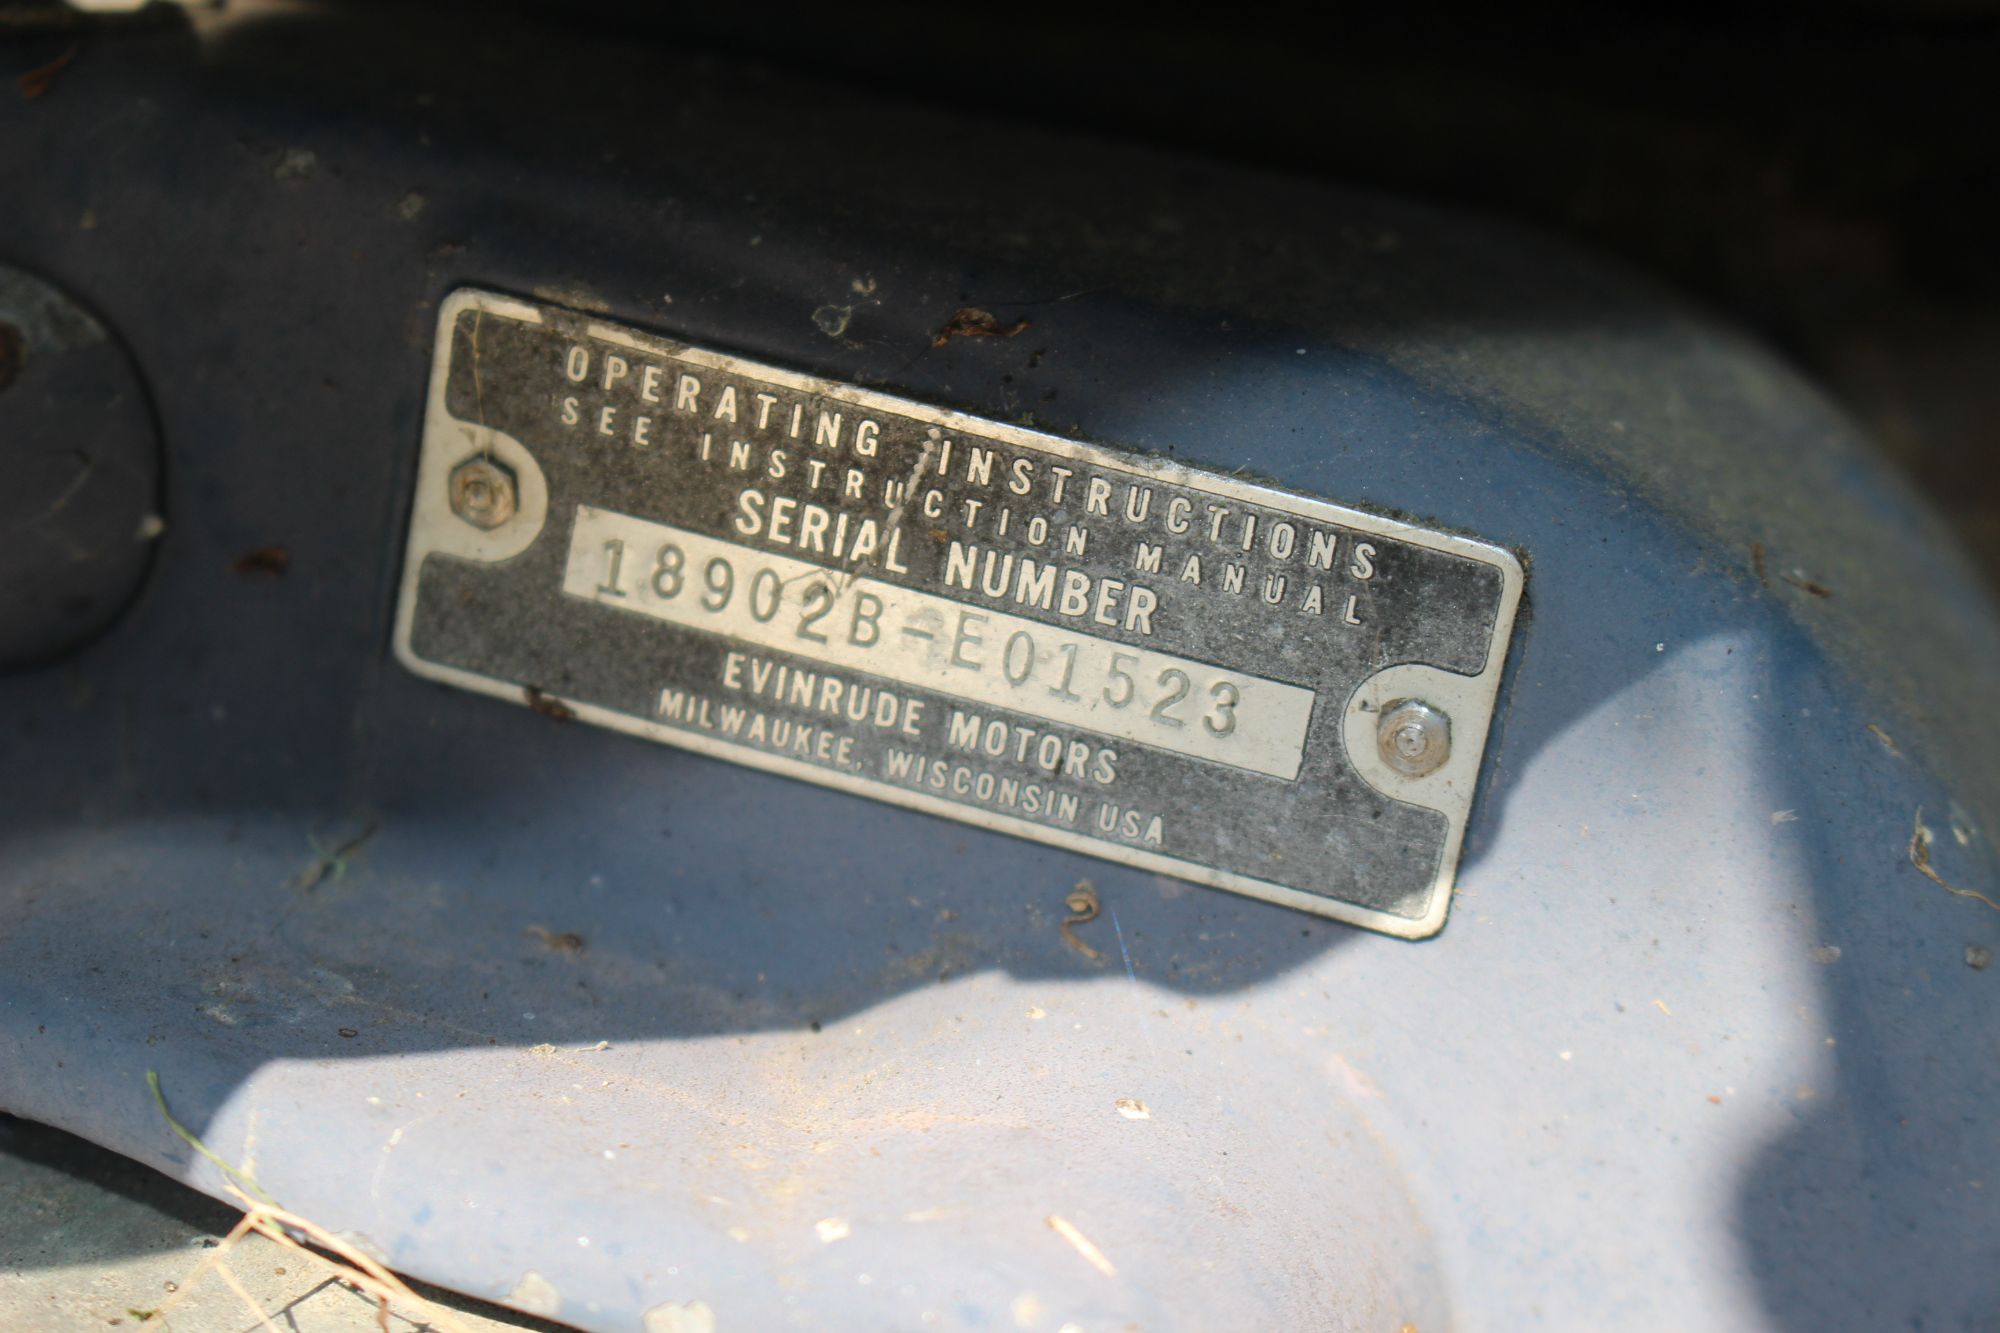 OPERATING INSTRUCTIONS
SEE INSTRUCTION MANUAL
SERIAL NUMBER
18902B-E01523
EVINRUDE MOTORS
MILWAUKEE, WISCONSIN USA